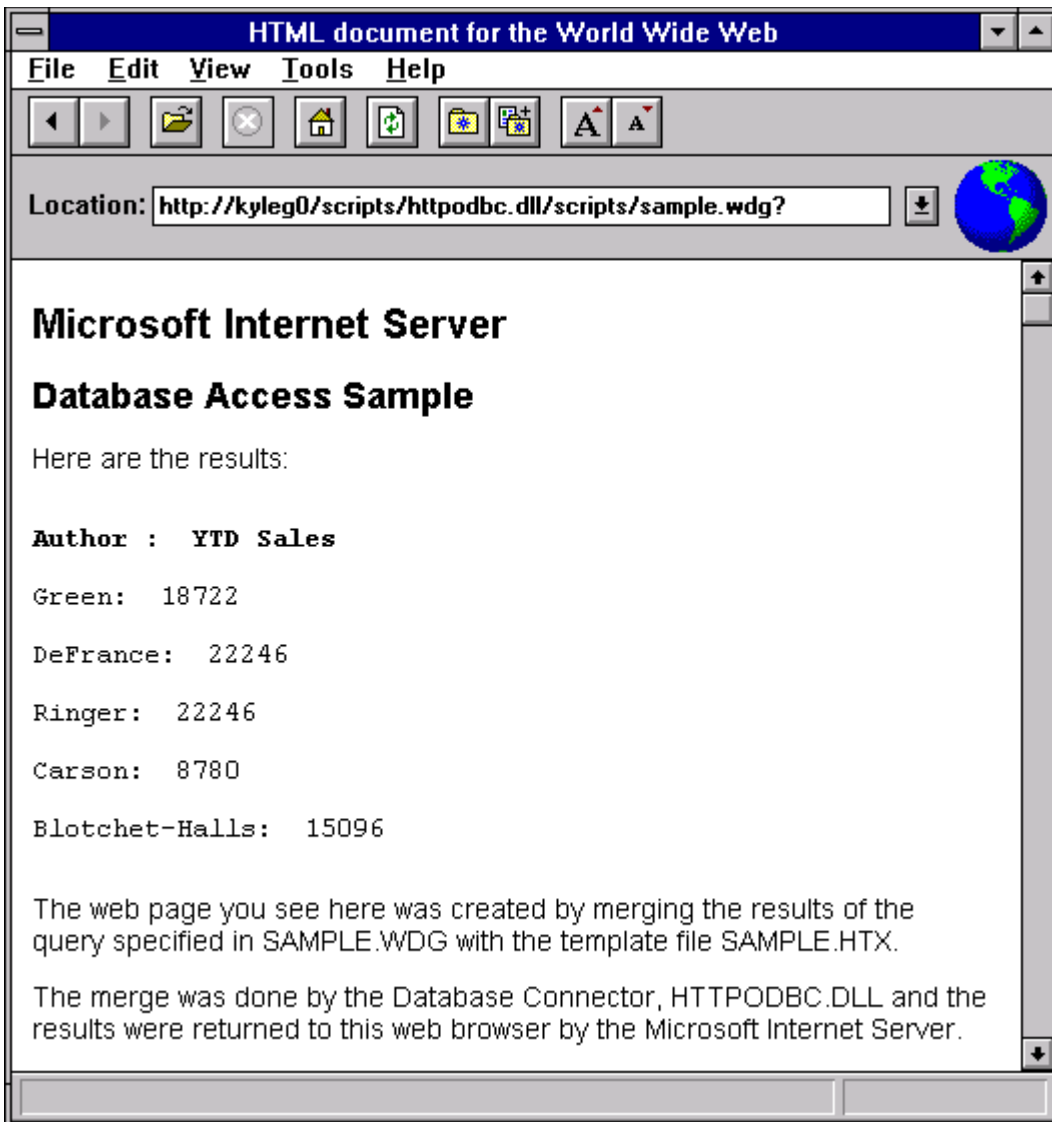 HTML document for the World Wide Web
File Edit View Tools Help
A A
Location: http://kyleg0/scripts/httpodbc.dll/scripts/sample.wdg?
Microsoft Internet Server
Database Access Sample
Here are the results:
Author :  YTD Sales
Green:  18722
DeFrance:  22246
Ringer:  22246
Carson:  8780
Blotchet-Halls:  15096
The web page you see here was created by merging the results of the
query specified in SAMPLE.WDG with the template file SAMPLE.HTX.
The merge was done by the Database Connector, HTTPODBC.DLL and the
results were returned to this web browser by the Microsoft Internet Server.